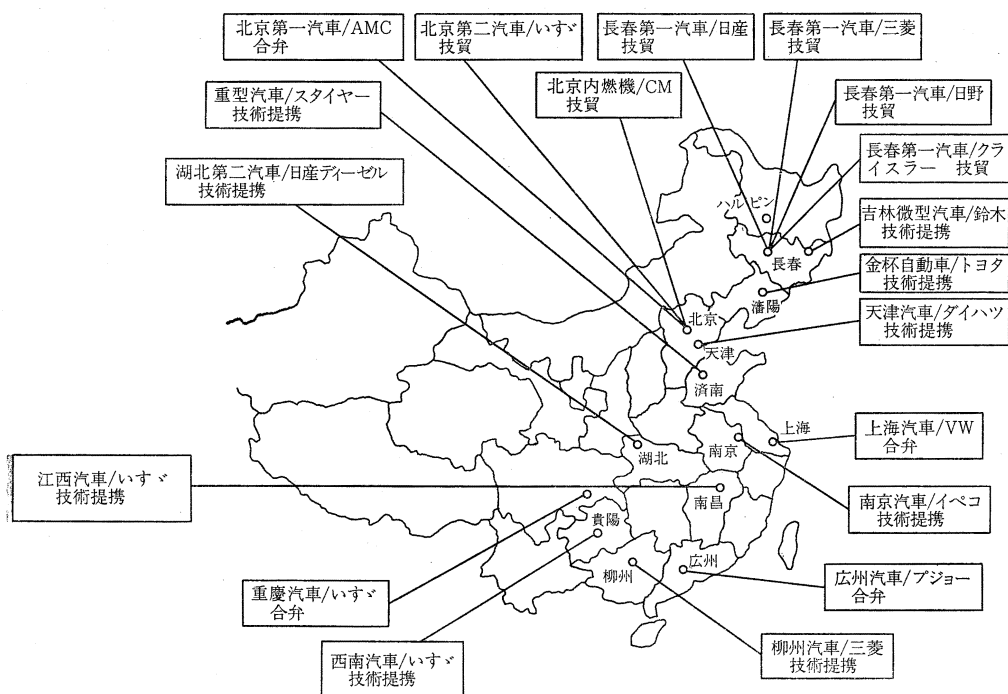 北京第一汽車/AMC
合弁
北京第二汽車/いすゞ
技貿
長春第一汽車/日産
技貿
長春第一汽車/三菱
技貿
重型汽車/スタイヤー
技術提携
北京内燃機/CM
技貿
長春第一汽車/日野
技貿
湖北第二汽車/日産ディーゼル
技術提携
長春第一汽車/クラ
イスラー 技貿
ハルピン
吉林微型汽車/鈴木
技術提携
長春
金杯自動車/トヨタ
技術提携
瀋陽
北京
天津汽車/ダイハツ
技術提携
天津
済南
上海
上海汽車/VW
合弁
湖北
南京
江西汽車/いすゞ
技術提携
南昌
南京汽車/イベコ
技術提携
貴陽
広州
柳州
重慶汽車/いすゞ
合弁
広州汽車/プジョー
合弁
西南汽車/いすゞ
技術提携
柳州汽車/三菱
技術提携